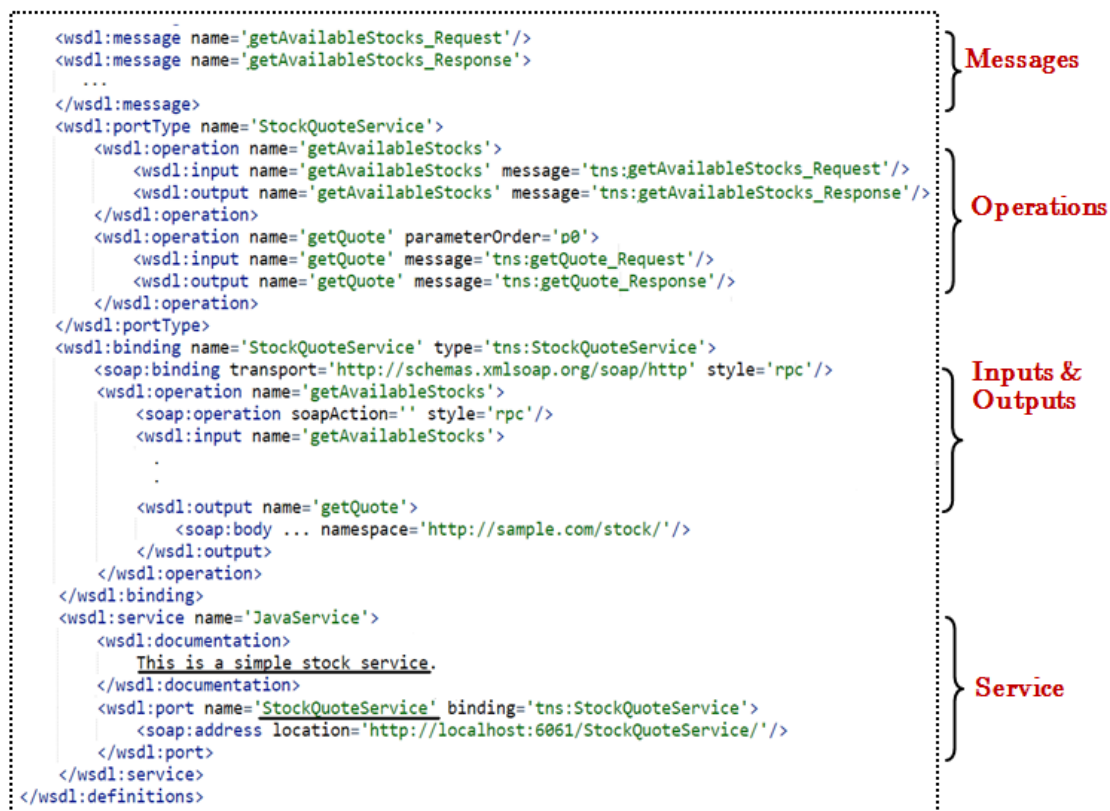 <wsdl:message name='getAvailableStocks_Request'/>
<wsdl:message name='getAvailableStocks_Response'>
...
</wsdl:message>
Messages
<wsdl:portType name='StockQuoteService'>
<wsdl:operation name='getAvailableStocks'>
<wsdl:input name='getAvailableStocks' message='tns:getAvailableStocks_Request'/>
<wsdl:output name='getAvailableStocks' message='tns:getAvailableStocks_Response'/>
</wsdl:operation>
<wsdl:operation name='getQuote' parameterOrder='p0'>
<wsdl:input name='getQuote' message='tns:getQuote_Request'/>
<wsdl:output name='getQuote' message='tns:getQuote_Response'/>
</wsdl:operation>
Operations
</wsdl:portType>
<wsdl:binding name='StockQuoteService' type='tns:StockQuoteService'>
<soap:binding transport='http://schemas.xmlsoap.org/soap/http' style='rpc'/>
<wsdl:operation name='getAvailableStocks'>
<soap:operation soapAction='' style='rpc'/>
<wsdl:input name='getAvailableStocks'>
.
.
<wsdl:output name='getQuote'>
<soap:body ... namespace='http://sample.com/stock/'/>
</wsdl:output>
</wsdl:operation>
</wsdl:binding>
Inputs &
Outputs
<wsdl:service name='JavaService'>
<wsdl:documentation>
This is a simple stock service.
</wsdl:documentation>
<wsdl:port name='StockQuoteService' binding='tns:StockQuoteService'>
<soap:address location='http://localhost:6061/StockQuoteService/'/>
</wsdl:port>
</wsdl:service>
Service
</wsdl:definitions>